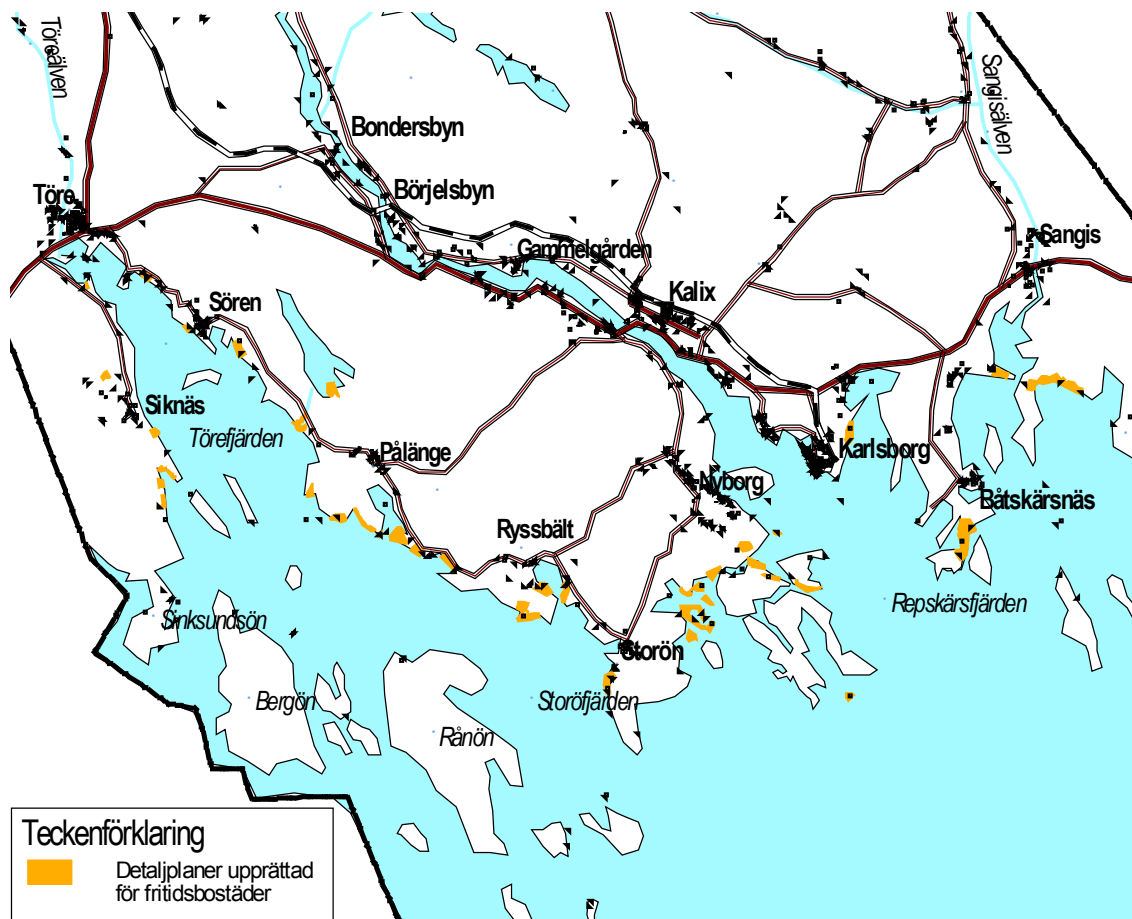 Töreälven
Sangisälven
Bondersbyn
Töre
Börjelsbyn
Sangis
Gammelgården
Kalix
Sören
Siknäs
Törefjärden
Pålänge
Karlsborg
Nyborg
Båtskärsnäs
Ryssbält
Repskärsfjärden
Sinksundsön
Storön
Bergön
Storöfjärden
Rånön
Teckenförklaring
Detaljplaner upprättad
för fritidsbostäder